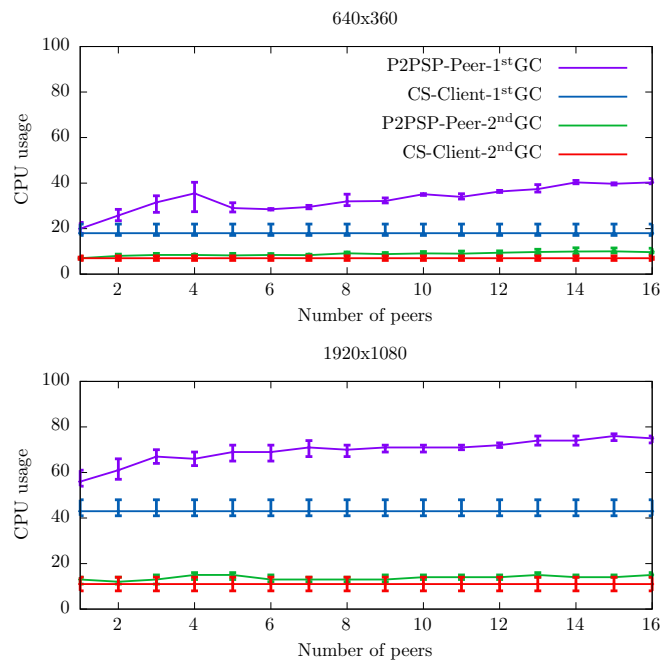 640x360
100
80
60
40
20
0
CPU usage
P2PSP-Peer-1stGC
CS-Client-1stGC
P2PSP-Peer-2ndGC
CS-Client-2ndGC
2 4 6 8 10 12 14 16
Number of peers
1920x1080
100
80
60
40
20
0
CPU usage
2 4 6 8 10 12 14 16
Number of peers